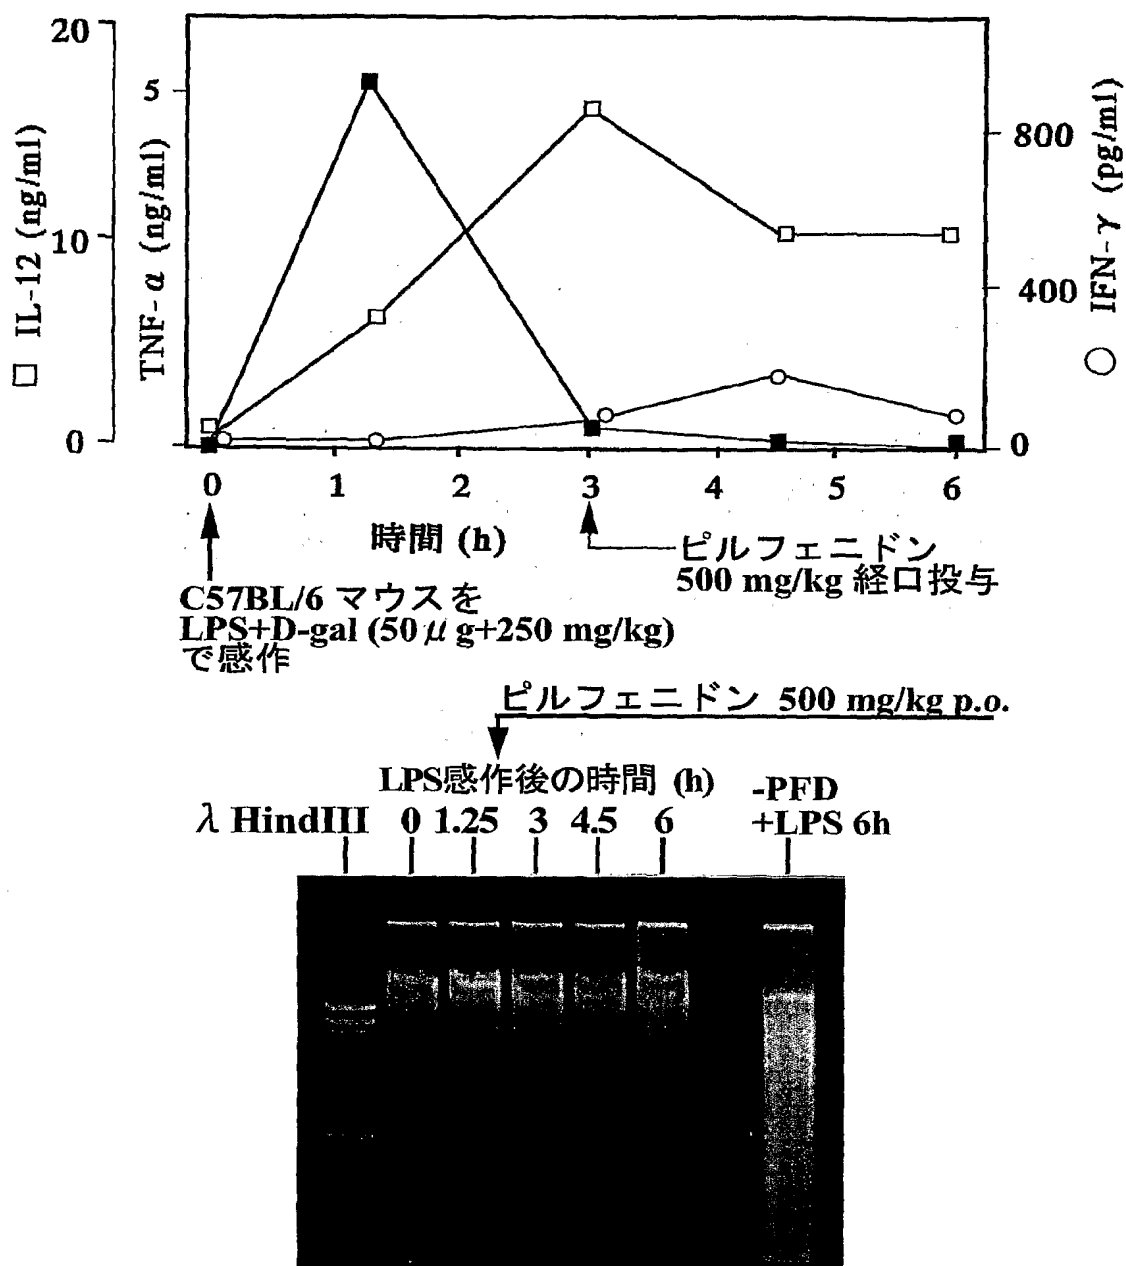 20
10
0
□ IL-12 (ng/ml)
5
TNF-α (ng/ml)
800
400
0
○ IFN-γ (pg/ml)
0 1 2 3 4 5 6
時間 (h)
ピルフェニドン
500 mg/kg 経口投与
C57BL/6 マウスを
LPS+D-gal (50μg+250 mg/kg)
で感作
ピルフェニドン 500 mg/kg p.o.
LPS感作後の時間 (h)
-PFD
λ HindIII 0 1.25 3 4.5 6 +LPS 6h